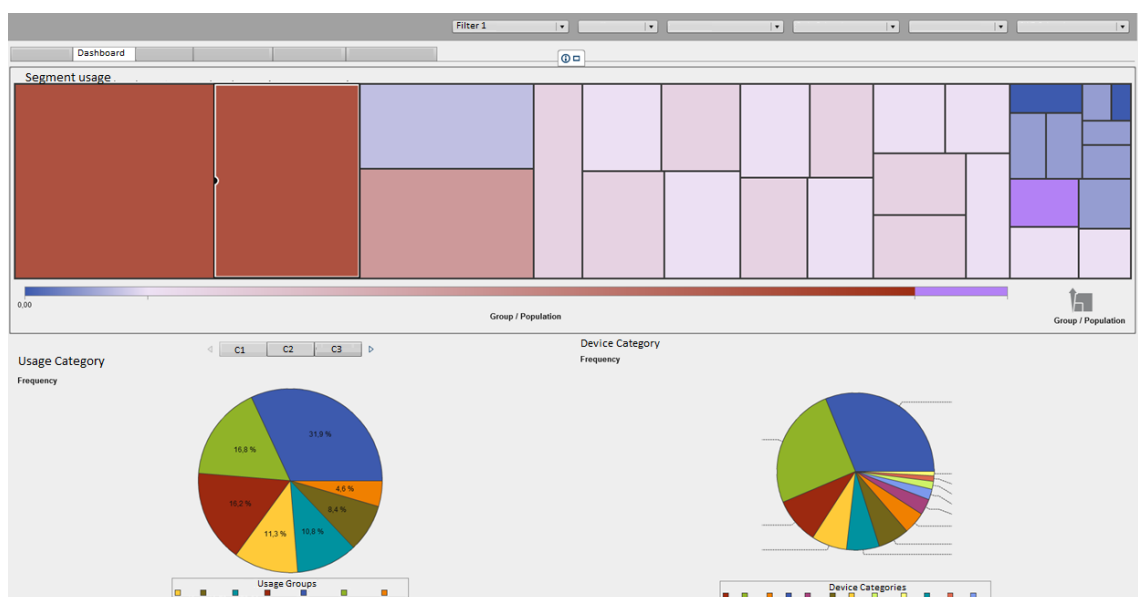 Filter 1
Dashboard
Segment usage
0,00
Group / Population
Group / Population
Usage Category
C1
C2
C3
Frequency
31,9 %
16,8 %
16,2 %
11,3 %
10,8 %
8,4 %
4,6 %
Usage Groups
Device Category
Frequency
Device Categories